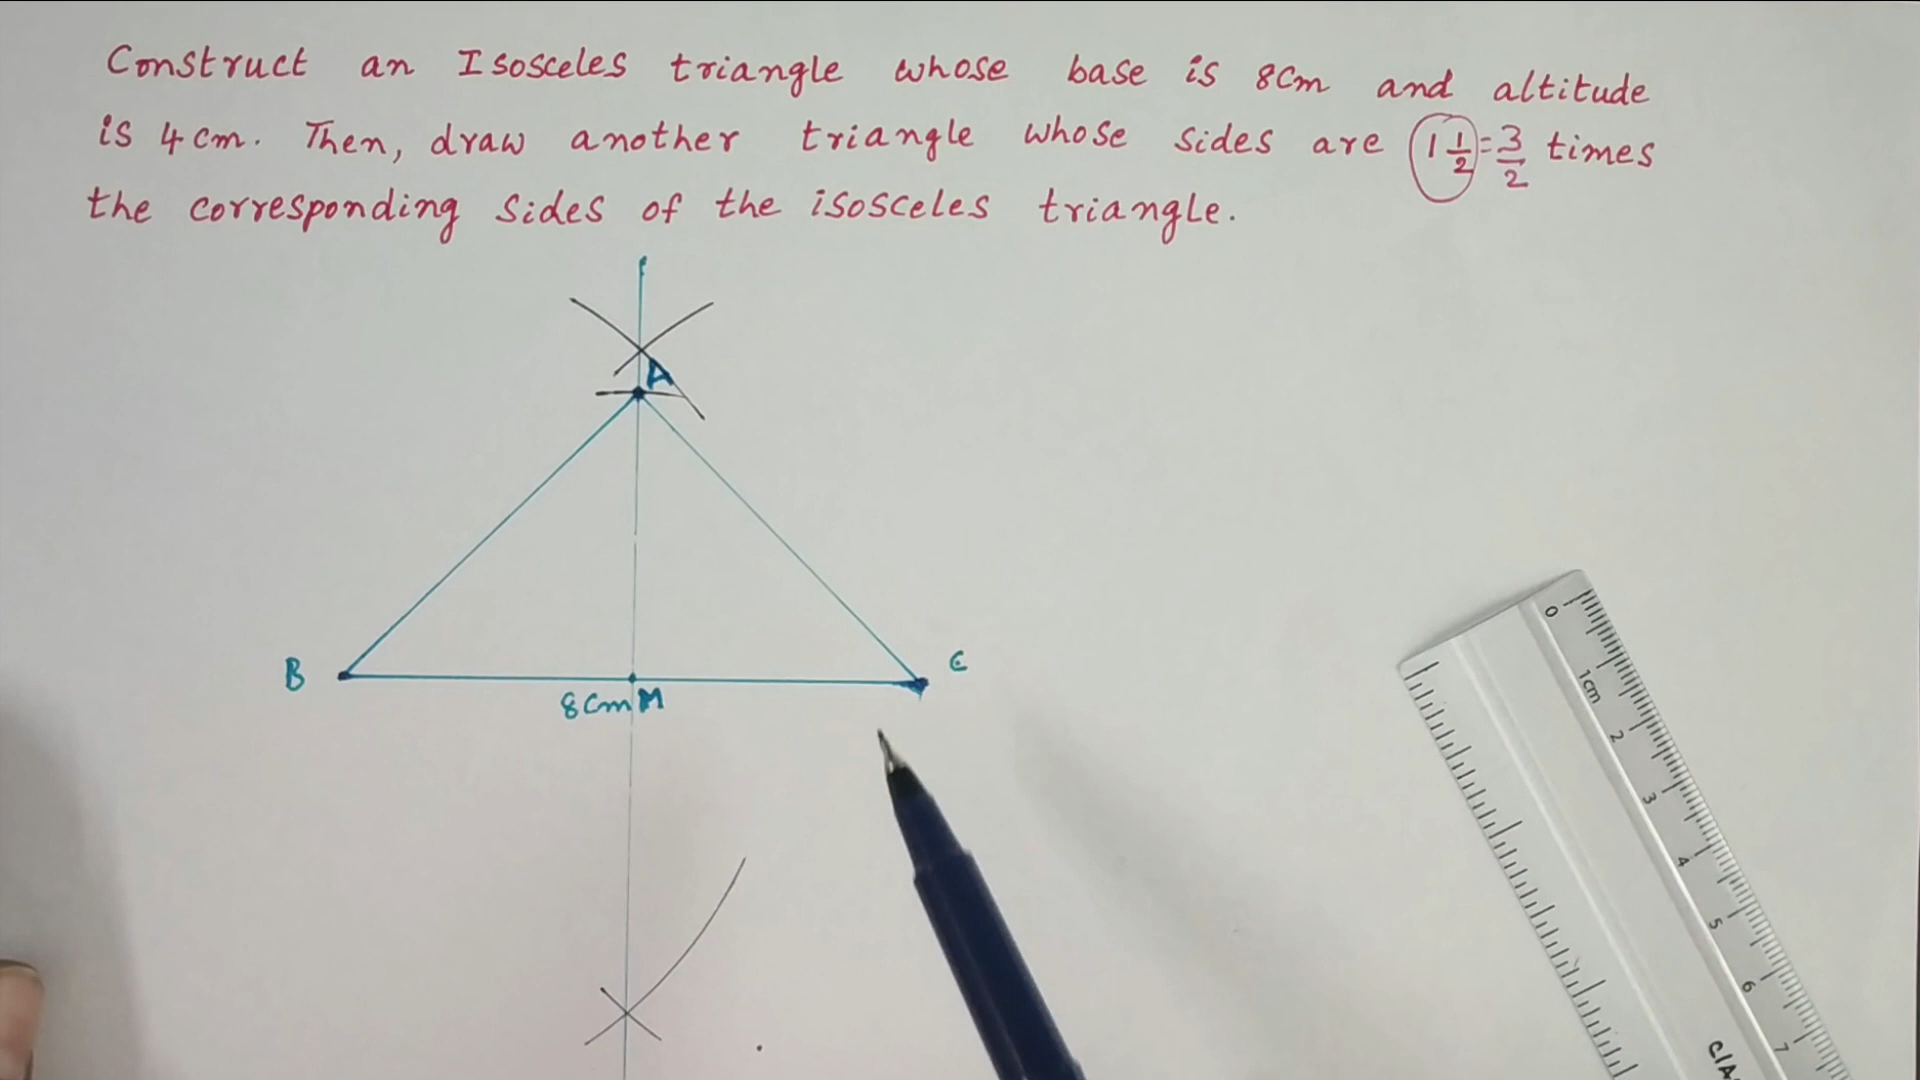 Construct an Isosceles triangle whose base is 8cm and altitude
is 4cm. Then, draw another triangle whose sides are 1 1/2 = 3/2 times
the corresponding sides of the isosceles triangle.
A
B
C
8cm M
0
1cm
2
3
4
5
6
7